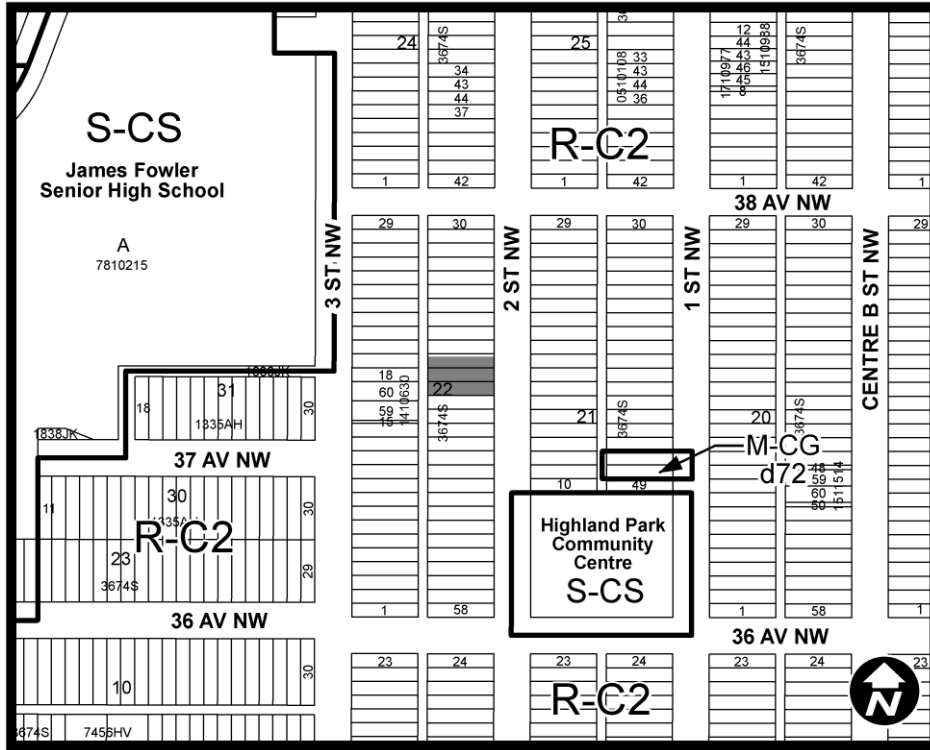 24
3674S
34
43
44
37
1
42
25
0510108
33
43
44
36
R-C2
1
42
12
44
43
46
45
8
1710977
1510988
3674S
1
42
1
S-CS
James Fowler
Senior High School
A
7810215
38 AV NW
3 ST NW
2 ST NW
1 ST NW
CENTRE B ST NW
29
30
29
30
29
30
29
18
60
59
15
1410630
22
3674S
21
3674S
20
3674S
31
1335AH
18
30
1838JK
37 AV NW
M-CG
d72
48
59
60
50
1511514
10
49
11
30
30
R-C2
23
3674S
29
Highland Park
Community
Centre
S-CS
1
58
1
58
1
36 AV NW
36 AV NW
23
24
23
24
23
24
23
10
30
R-C2
3674S
7456HV
N